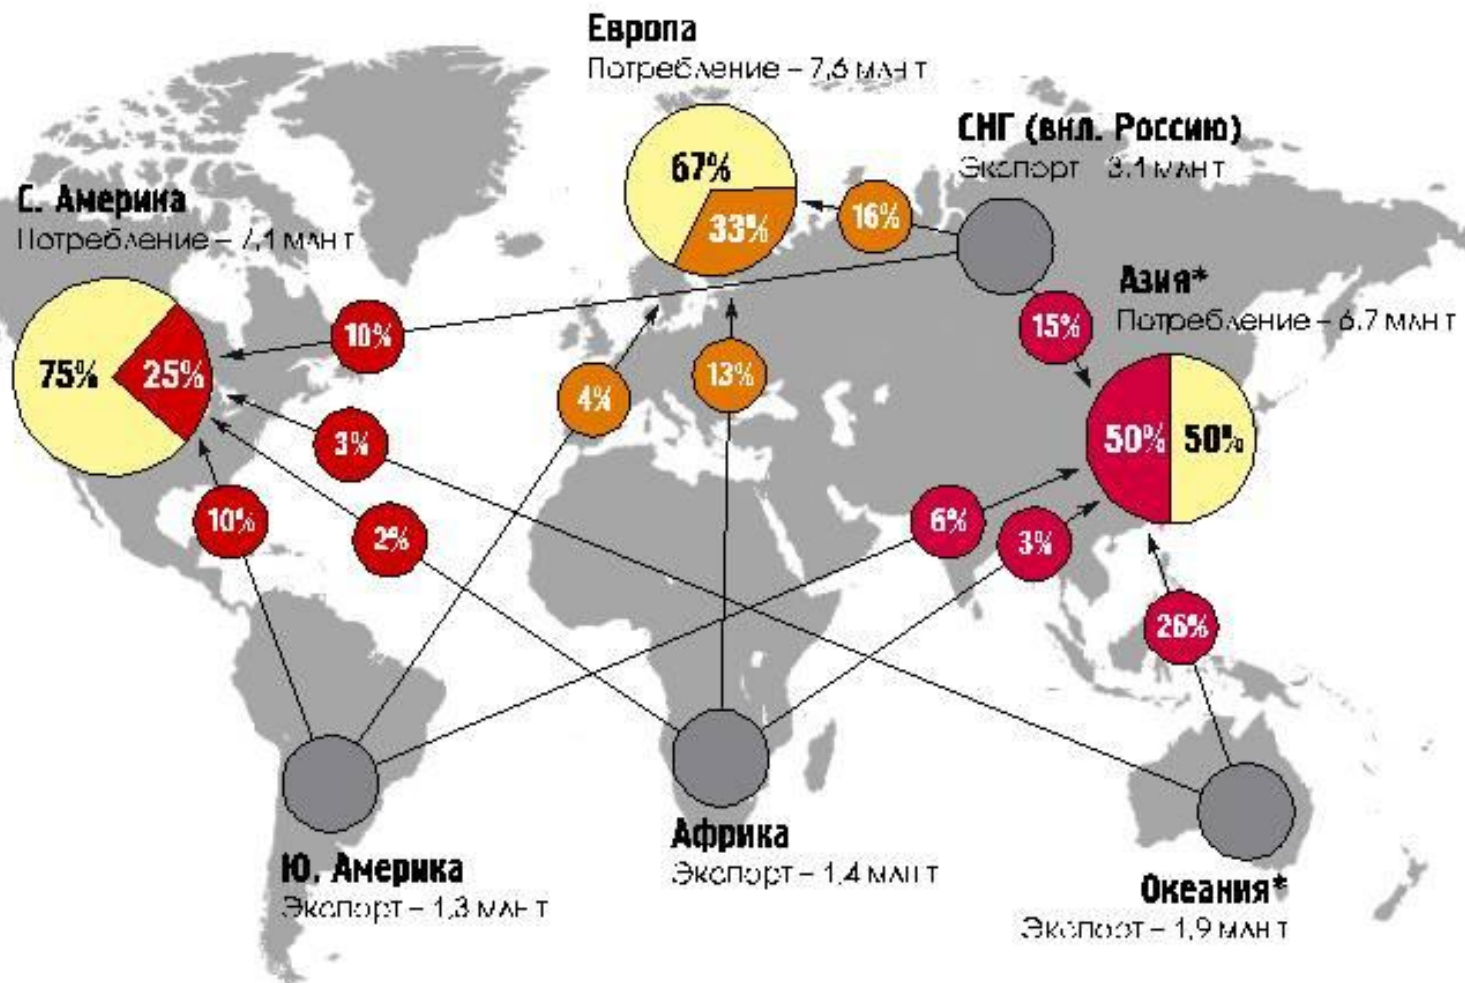 Европа
Потребление – 7,6 млн т
СНГ (вкл. Россию)
Экспорт – 3.1 млн т
С. Америка
Потребление – 7,1 млн т
67%
33%
16%
Азия*
Потребление – 6.7 млн т
10%
15%
75%
25%
4%
13%
3%
50%
50%
10%
2%
6%
3%
26%
Африка
Экспорт – 1,4 млн т
Ю. Америка
Экспорт – 1,3 млн т
Океания*
Экспорт – 1,9 млн т